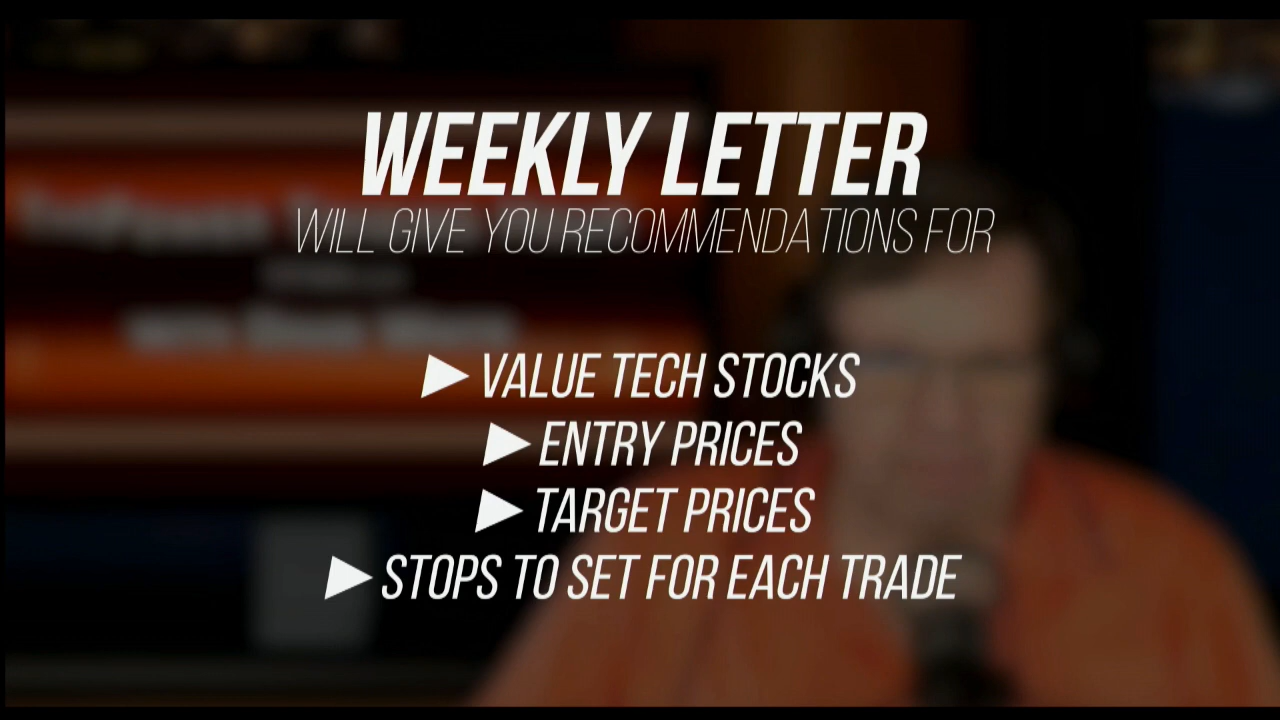 WEEKLY LETTER
WILL GIVE YOU RECOMMENDATIONS FOR
► VALUE TECH STOCKS
► ENTRY PRICES
► TARGET PRICES
► STOPS TO SET FOR EACH TRADE